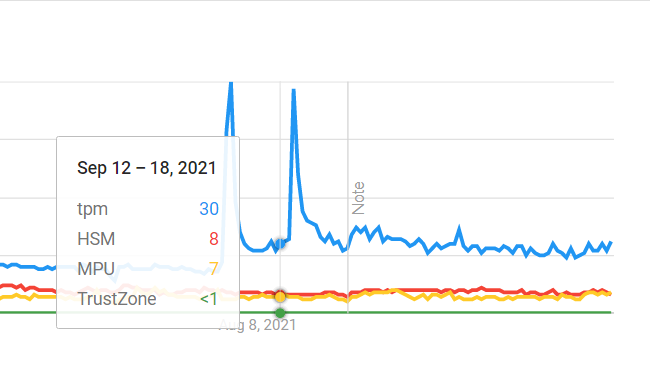 Sep 12 – 18, 2021
tpm 30
HSM 8
MPU 7
TrustZone <1
Note
Aug 8, 2021